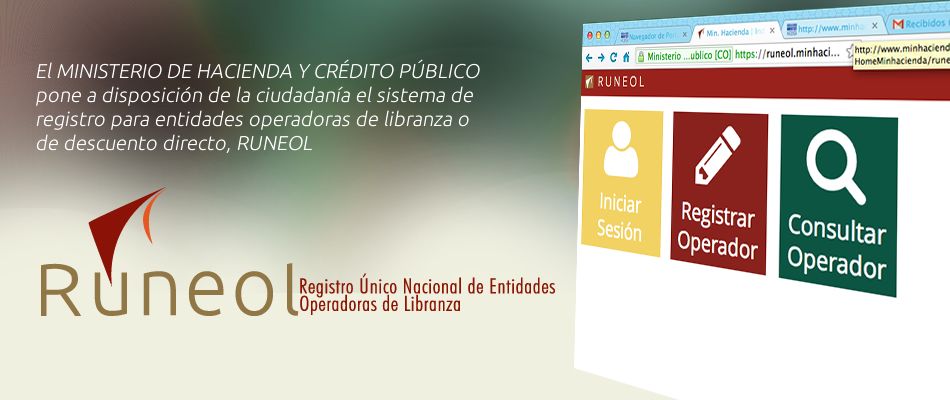 El MINISTERIO DE HACIENDA Y CRÉDITO PÚBLICO
pone a disposición de la ciudadanía el sistema de
registro para entidades operadoras de libranza o
de descuento directo, RUNEOL
Runeol
Registro Único Nacional de Entidades
Operadoras de Libranza
Navegador de Por
Min. Hacienda | Ini
http://www.minha
Recibidos
Ministerio ...ublico [CO]
https://runeol.minhaci...
http://www.minhaciend
HomeMinhacienda/rune
RUNEOL
Iniciar
Sesión
Registrar
Operador
Consultar
Operador